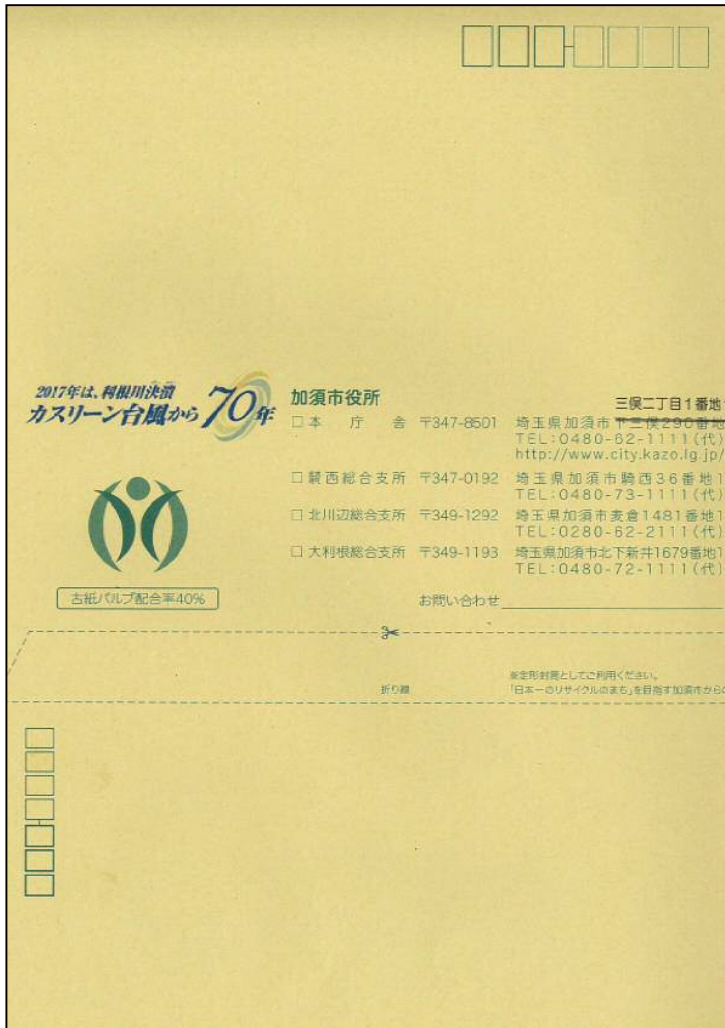 2017年は、利根川決潰
カスリーン台風から70年
加須市役所
三俣二丁目1番地
□本庁舎 〒347-8501 埼玉県加須市下三俣290番地
TEL:0480-62-1111(代)
http://www.city.kazo.lg.jp/
□騎西総合支所 〒347-0192 埼玉県加須市騎西36番地1
TEL:0480-73-1111(代)
□北川辺総合支所 〒349-1292 埼玉県加須市麦倉1481番地1
TEL:0280-62-2111(代)
□大利根総合支所 〒349-1193 埼玉県加須市北下新井1679番地1
TEL:0480-72-1111(代)
古紙パルプ配合率40%
お問い合わせ
※定形封筒としてご利用ください。
折り線
「日本一のリサイクルのまち」を目指す加須市からの